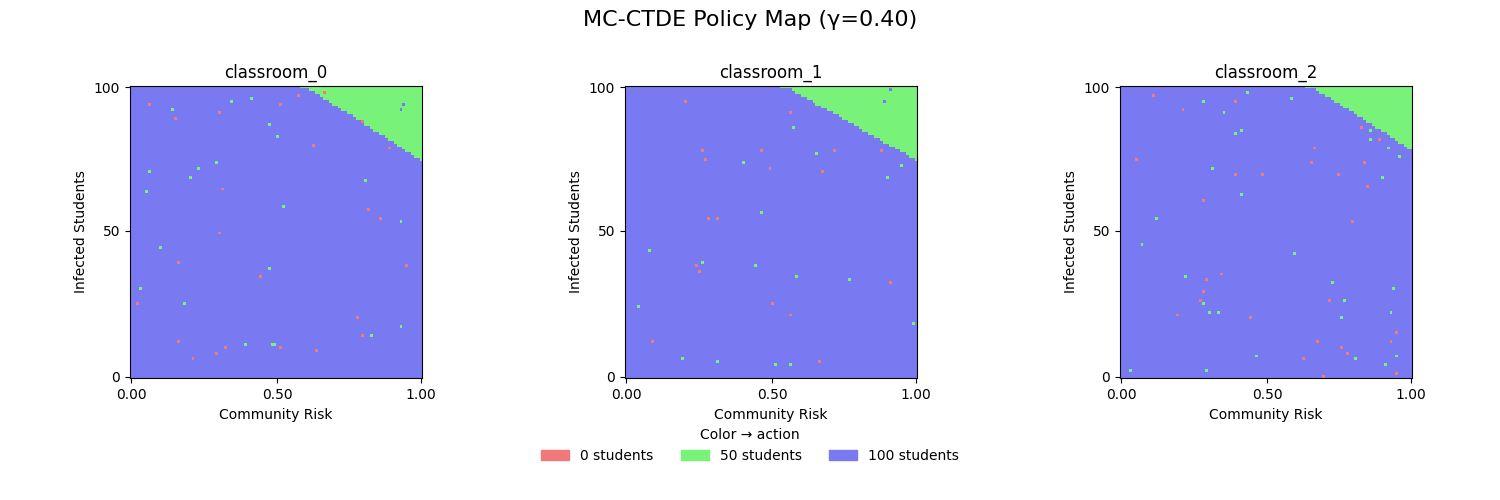 MC-CTDE Policy Map (γ=0.40)
classroom_0
classroom_1
classroom_2
100
50
0
Infected Students
0.00 0.50 1.00
Community Risk
100
50
0
Infected Students
0.00 0.50 1.00
Community Risk
100
50
0
Infected Students
0.00 0.50 1.00
Community Risk
Color → action
0 students 50 students 100 students